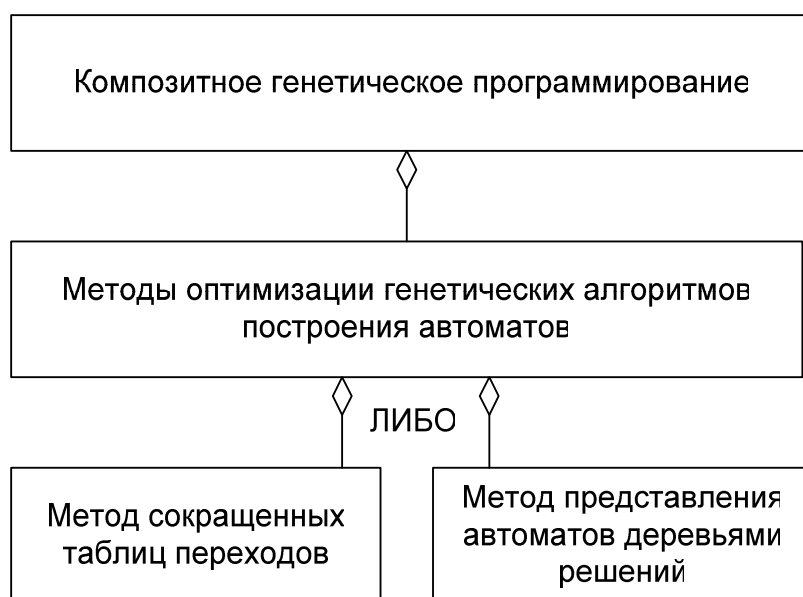 Композитное генетическое программирование
Методы оптимизации генетических алгоритмов
построения автоматов
ЛИБО
Метод сокращенных
таблиц переходов
Метод представления
автоматов деревьями
решений